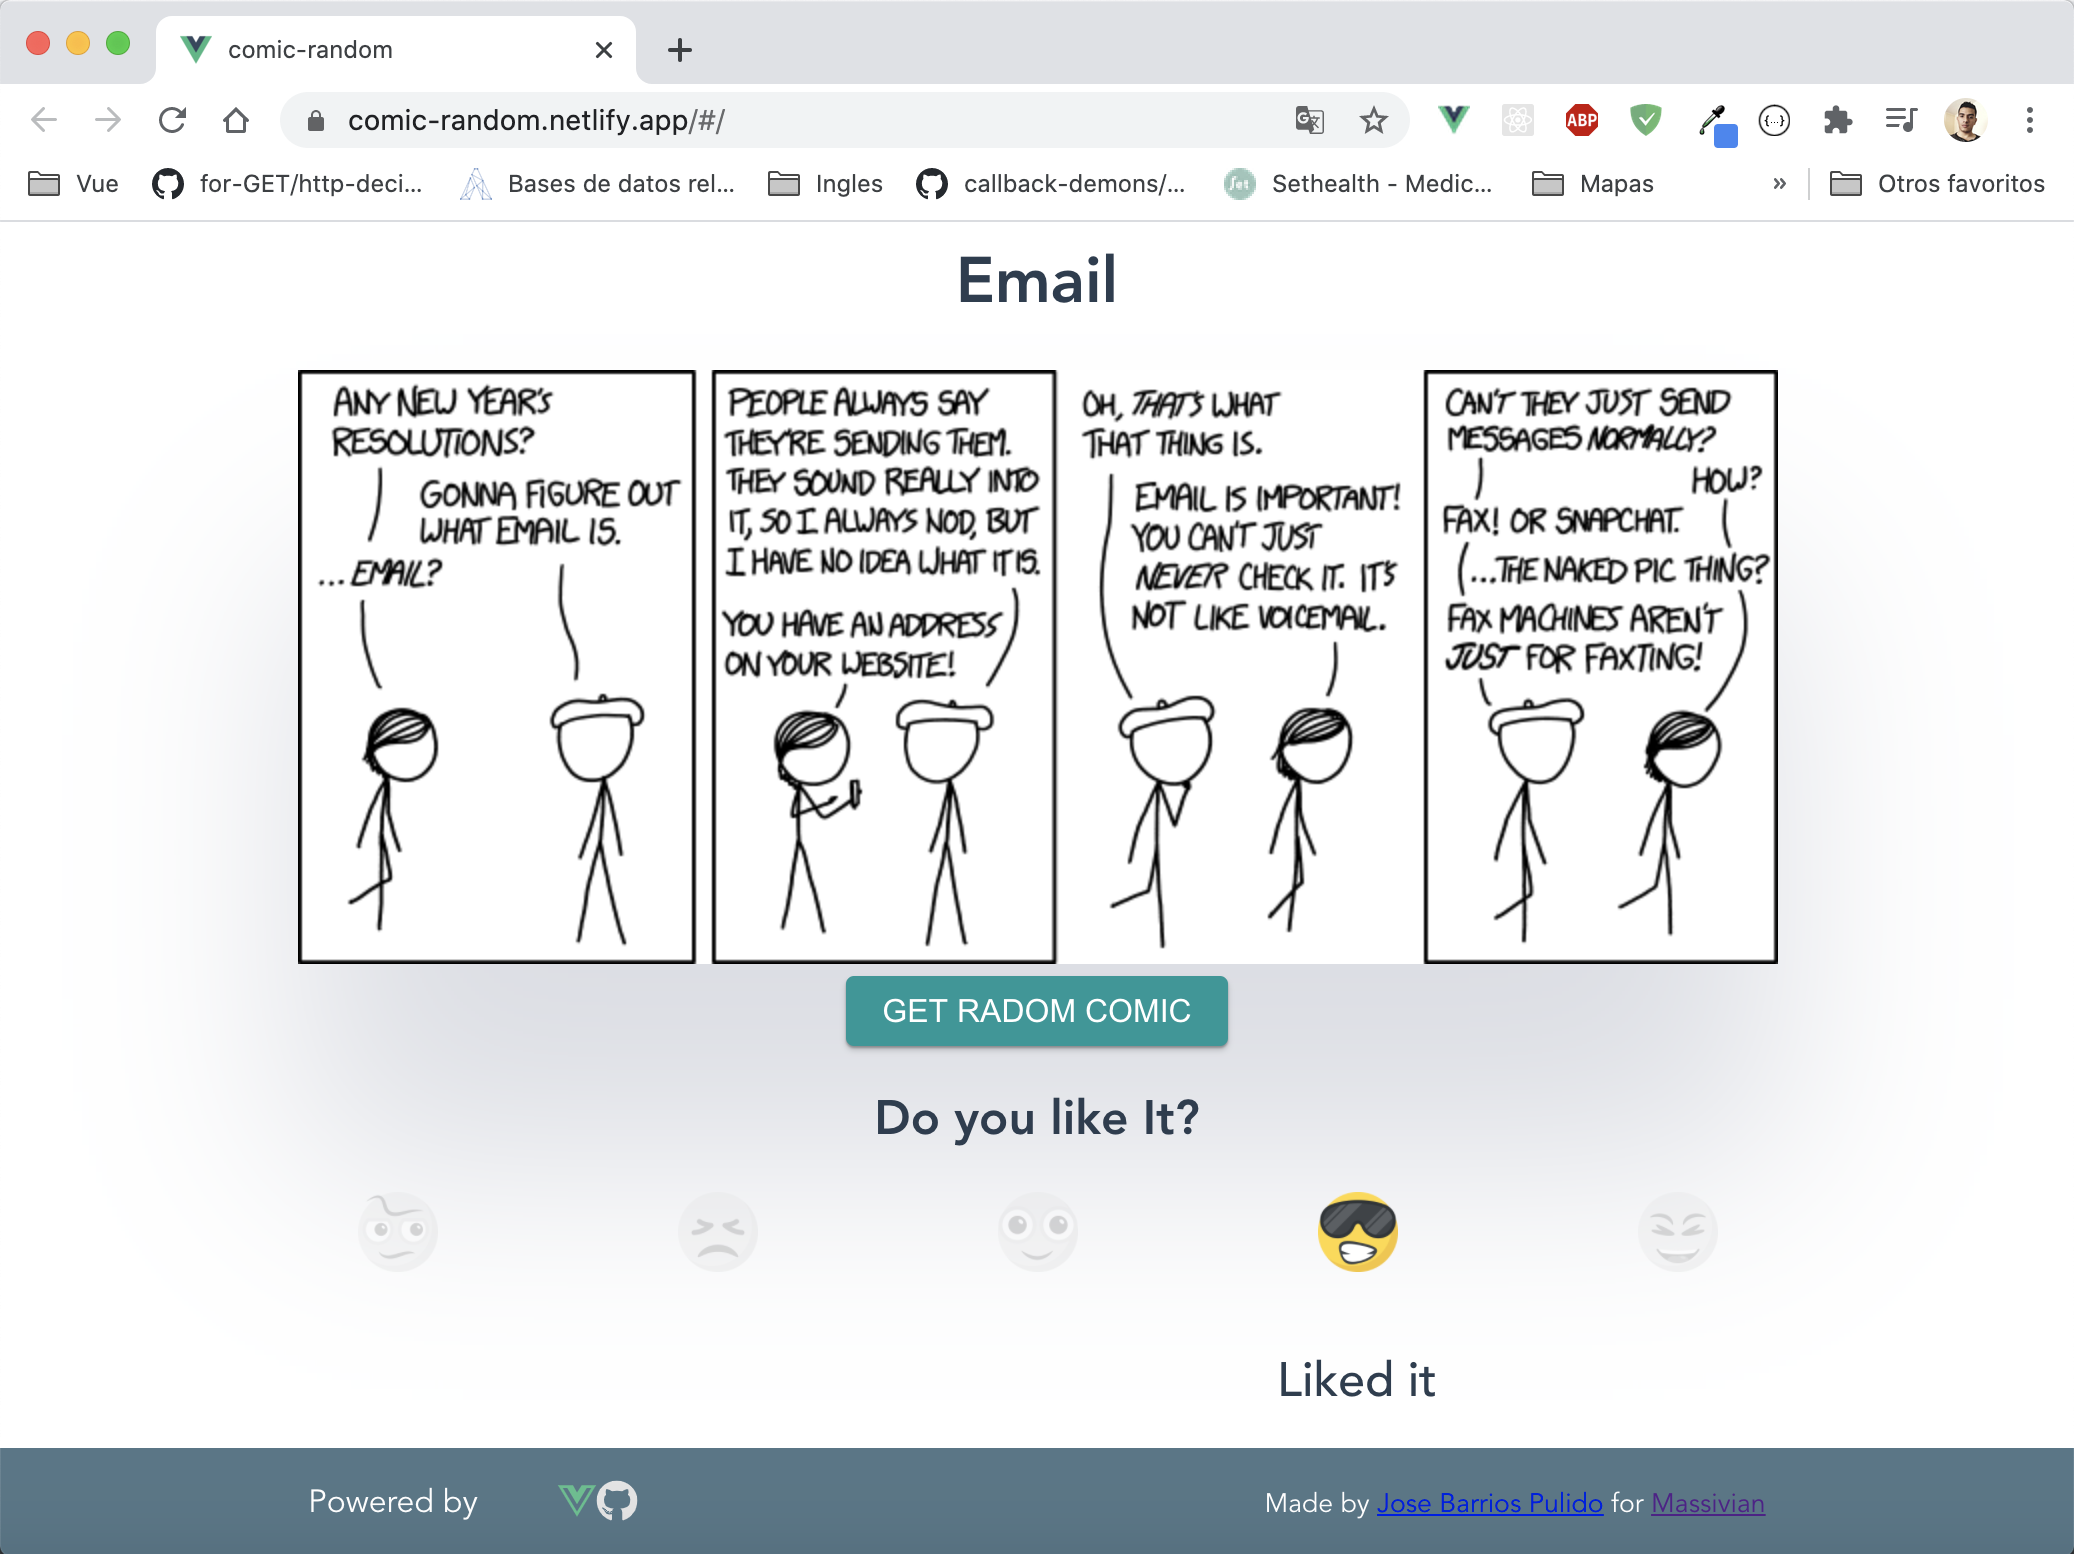 comic-random
comic-random.netlify.app/#/
ABP
{...}
Vue
for-GET/http-deci...
Bases de datos rel...
Ingles
callback-demons/...
Set
Sethealth - Medic...
Mapas
»
Otros favoritos
Email
ANY NEW YEAR'S
RESOLUTIONS?
GONNA FIGURE OUT
WHAT EMAIL IS.
...EMAIL?
PEOPLE ALWAYS SAY
THEY'RE SENDING THEM.
THEY SOUND REALLY INTO
IT, SO I ALWAYS NOD, BUT
I HAVE NO IDEA WHAT IT IS.
YOU HAVE AN ADDRESS
ON YOUR WEBSITE!
OH, THAT'S WHAT
THAT THING IS.
EMAIL IS IMPORTANT!
YOU CAN'T JUST
NEVER CHECK IT. IT'S
NOT LIKE VOICEMAIL.
CAN'T THEY JUST SEND
MESSAGES NORMALLY?
HOW?
FAX! OR SNAPCHAT.
...THE NAKED PIC THING?
FAX MACHINES AREN'T
JUST FOR FAXTING!
GET RADOM COMIC
Do you like It?
Liked it
Powered by
Made by Jose Barrios Pulido for Massivian